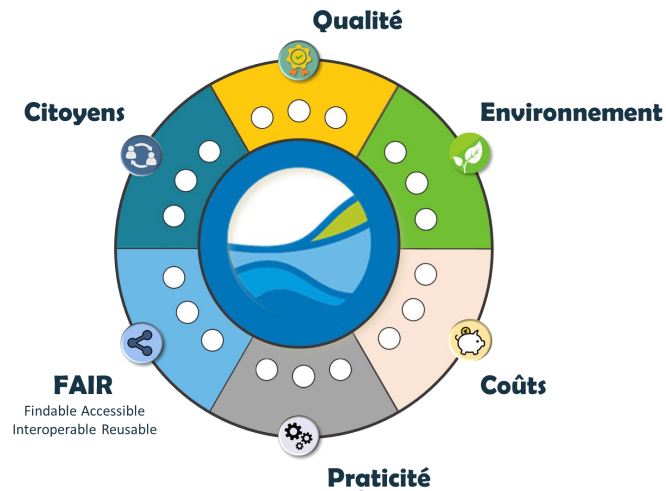 Qualité
Citoyens
Environnement
FAIR
Findable Accessible
Interoperable Reusable
Coûts
Praticité